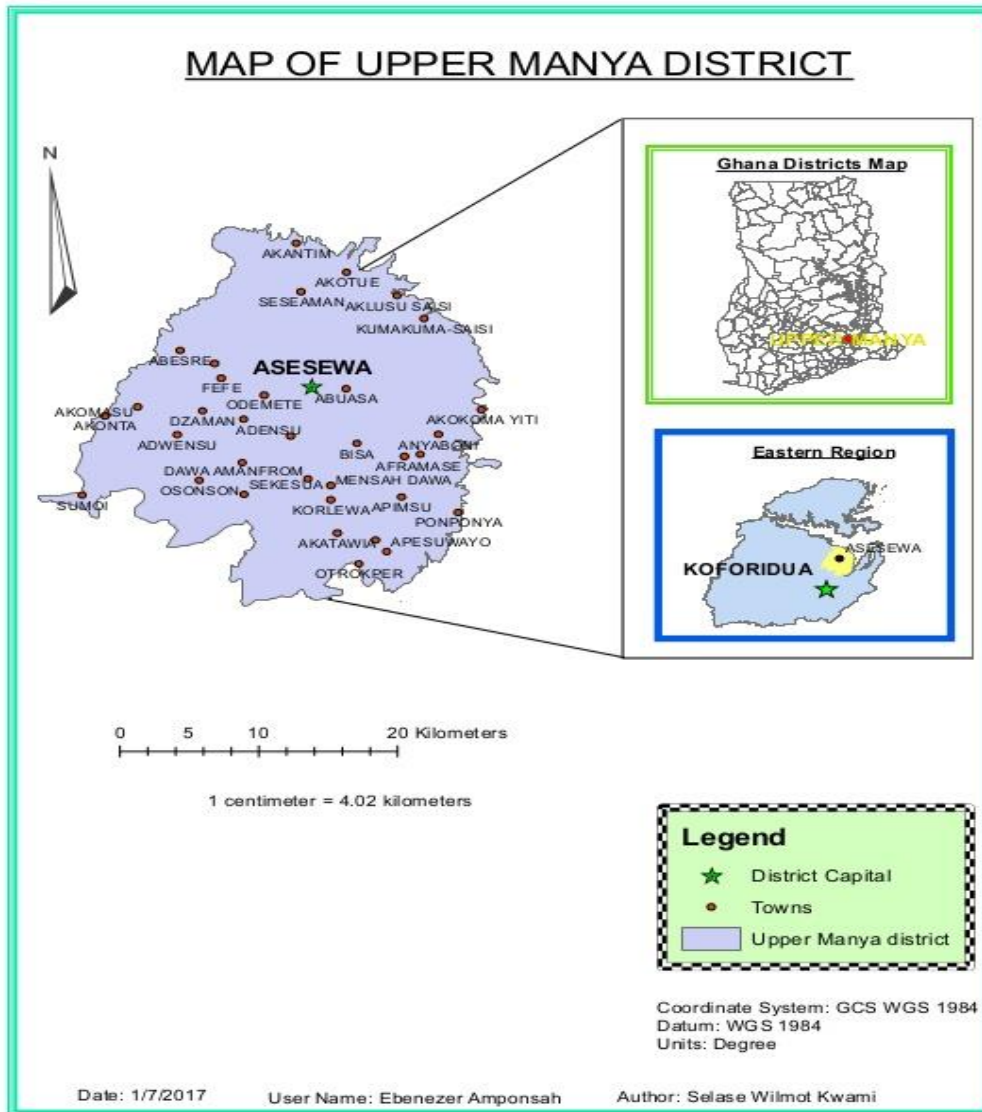 MAP OF UPPER MANYA DISTRICT
N
Ghana Districts Map
UPPER MANYA
Eastern Region
ASESEWA
KOFORIDUA
AKANTIM
AKOTUE
SESEAMAN
AKLUSU SAISI
KUMAKUMA-SAISI
ABESRE
ASESEWA
FEFE
ODEMETE
ABUASA
AKOMASU
AKONTA
DZAMAN
ADENSU
AKOKOMA YITI
ADWENSU
BISA
ANYABONI
AFRAMASE
DAWA AMANFROM
SEKESUA
MENSAH DAWA
OSONSON
SUMOI
KORLEWA
APIMSU
PONPONYA
AKATAWIA
APESUWAYO
OTROKPER
0 5 10 20 Kilometers
1 centimeter = 4.02 kilometers
Legend
District Capital
Towns
Upper Manya district
Coordinate System: GCS WGS 1984
Datum: WGS 1984
Units: Degree
Date: 1/7/2017 User Name: Ebenezer Amponsah Author: Selase Wilmot Kwami